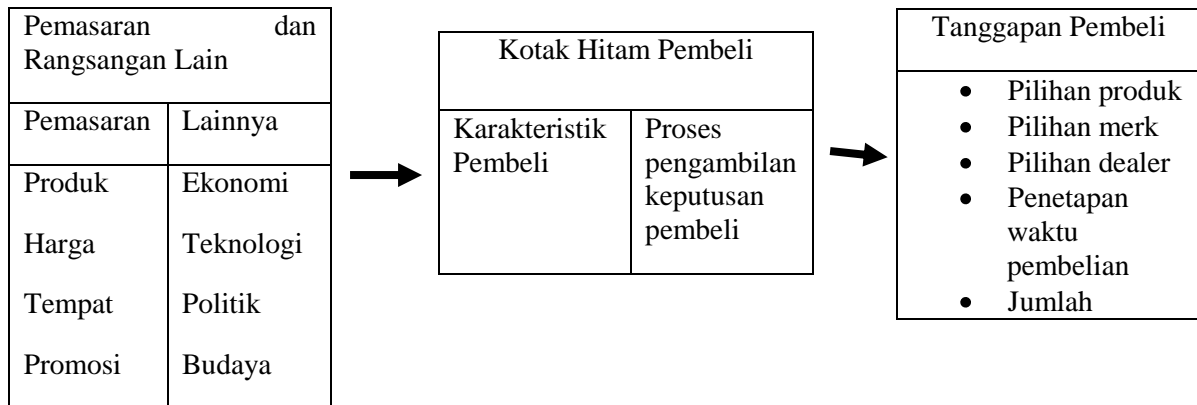 Pemasaran dan
Rangsangan Lain
Pemasaran
Lainnya
Produk
Ekonomi
Harga
Teknologi
Tempat
Politik
Promosi
Budaya
Kotak Hitam Pembeli
Karakteristik
Pembeli
Proses
pengambilan
keputusan
pembeli
Tanggapan Pembeli
• Pilihan produk
• Pilihan merk
• Pilihan dealer
• Penetapan
waktu
pembelian
• Jumlah